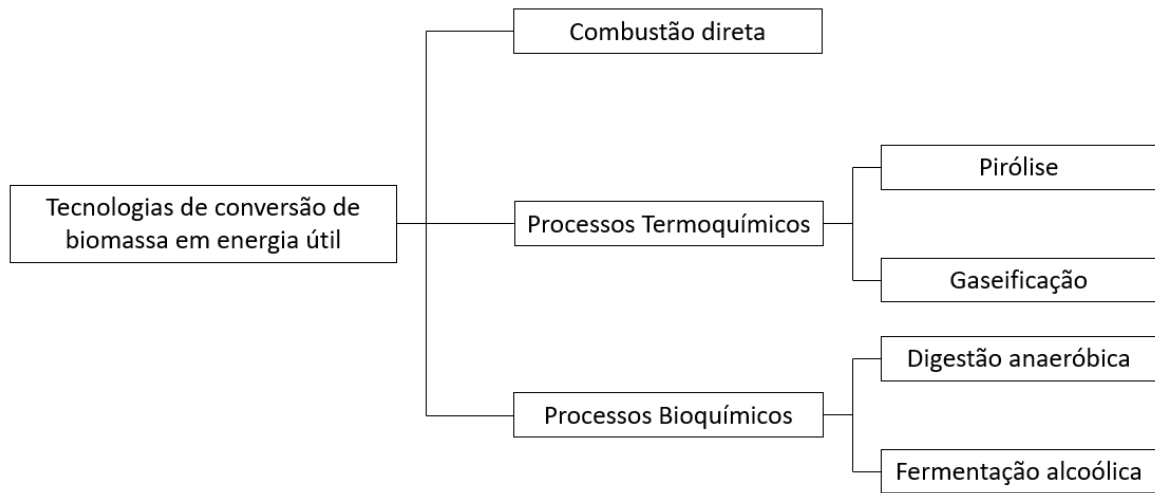 Combustão direta
Pirólise
Tecnologias de conversão de
biomassa em energia útil
Processos Termoquímicos
Gaseificação
Digestão anaeróbica
Processos Bioquímicos
Fermentação alcoólica